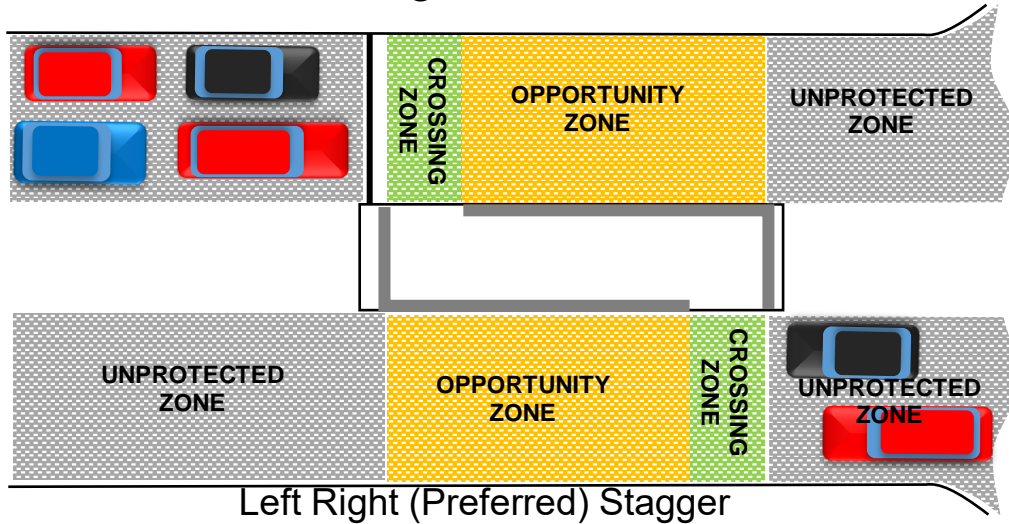 CROSSING
ZONE
OPPORTUNITY
ZONE
UNPROTECTED
ZONE
UNPROTECTED
ZONE
OPPORTUNITY
ZONE
CROSSING
ZONE
UNPROTECTED
ZONE
Left Right (Preferred) Stagger